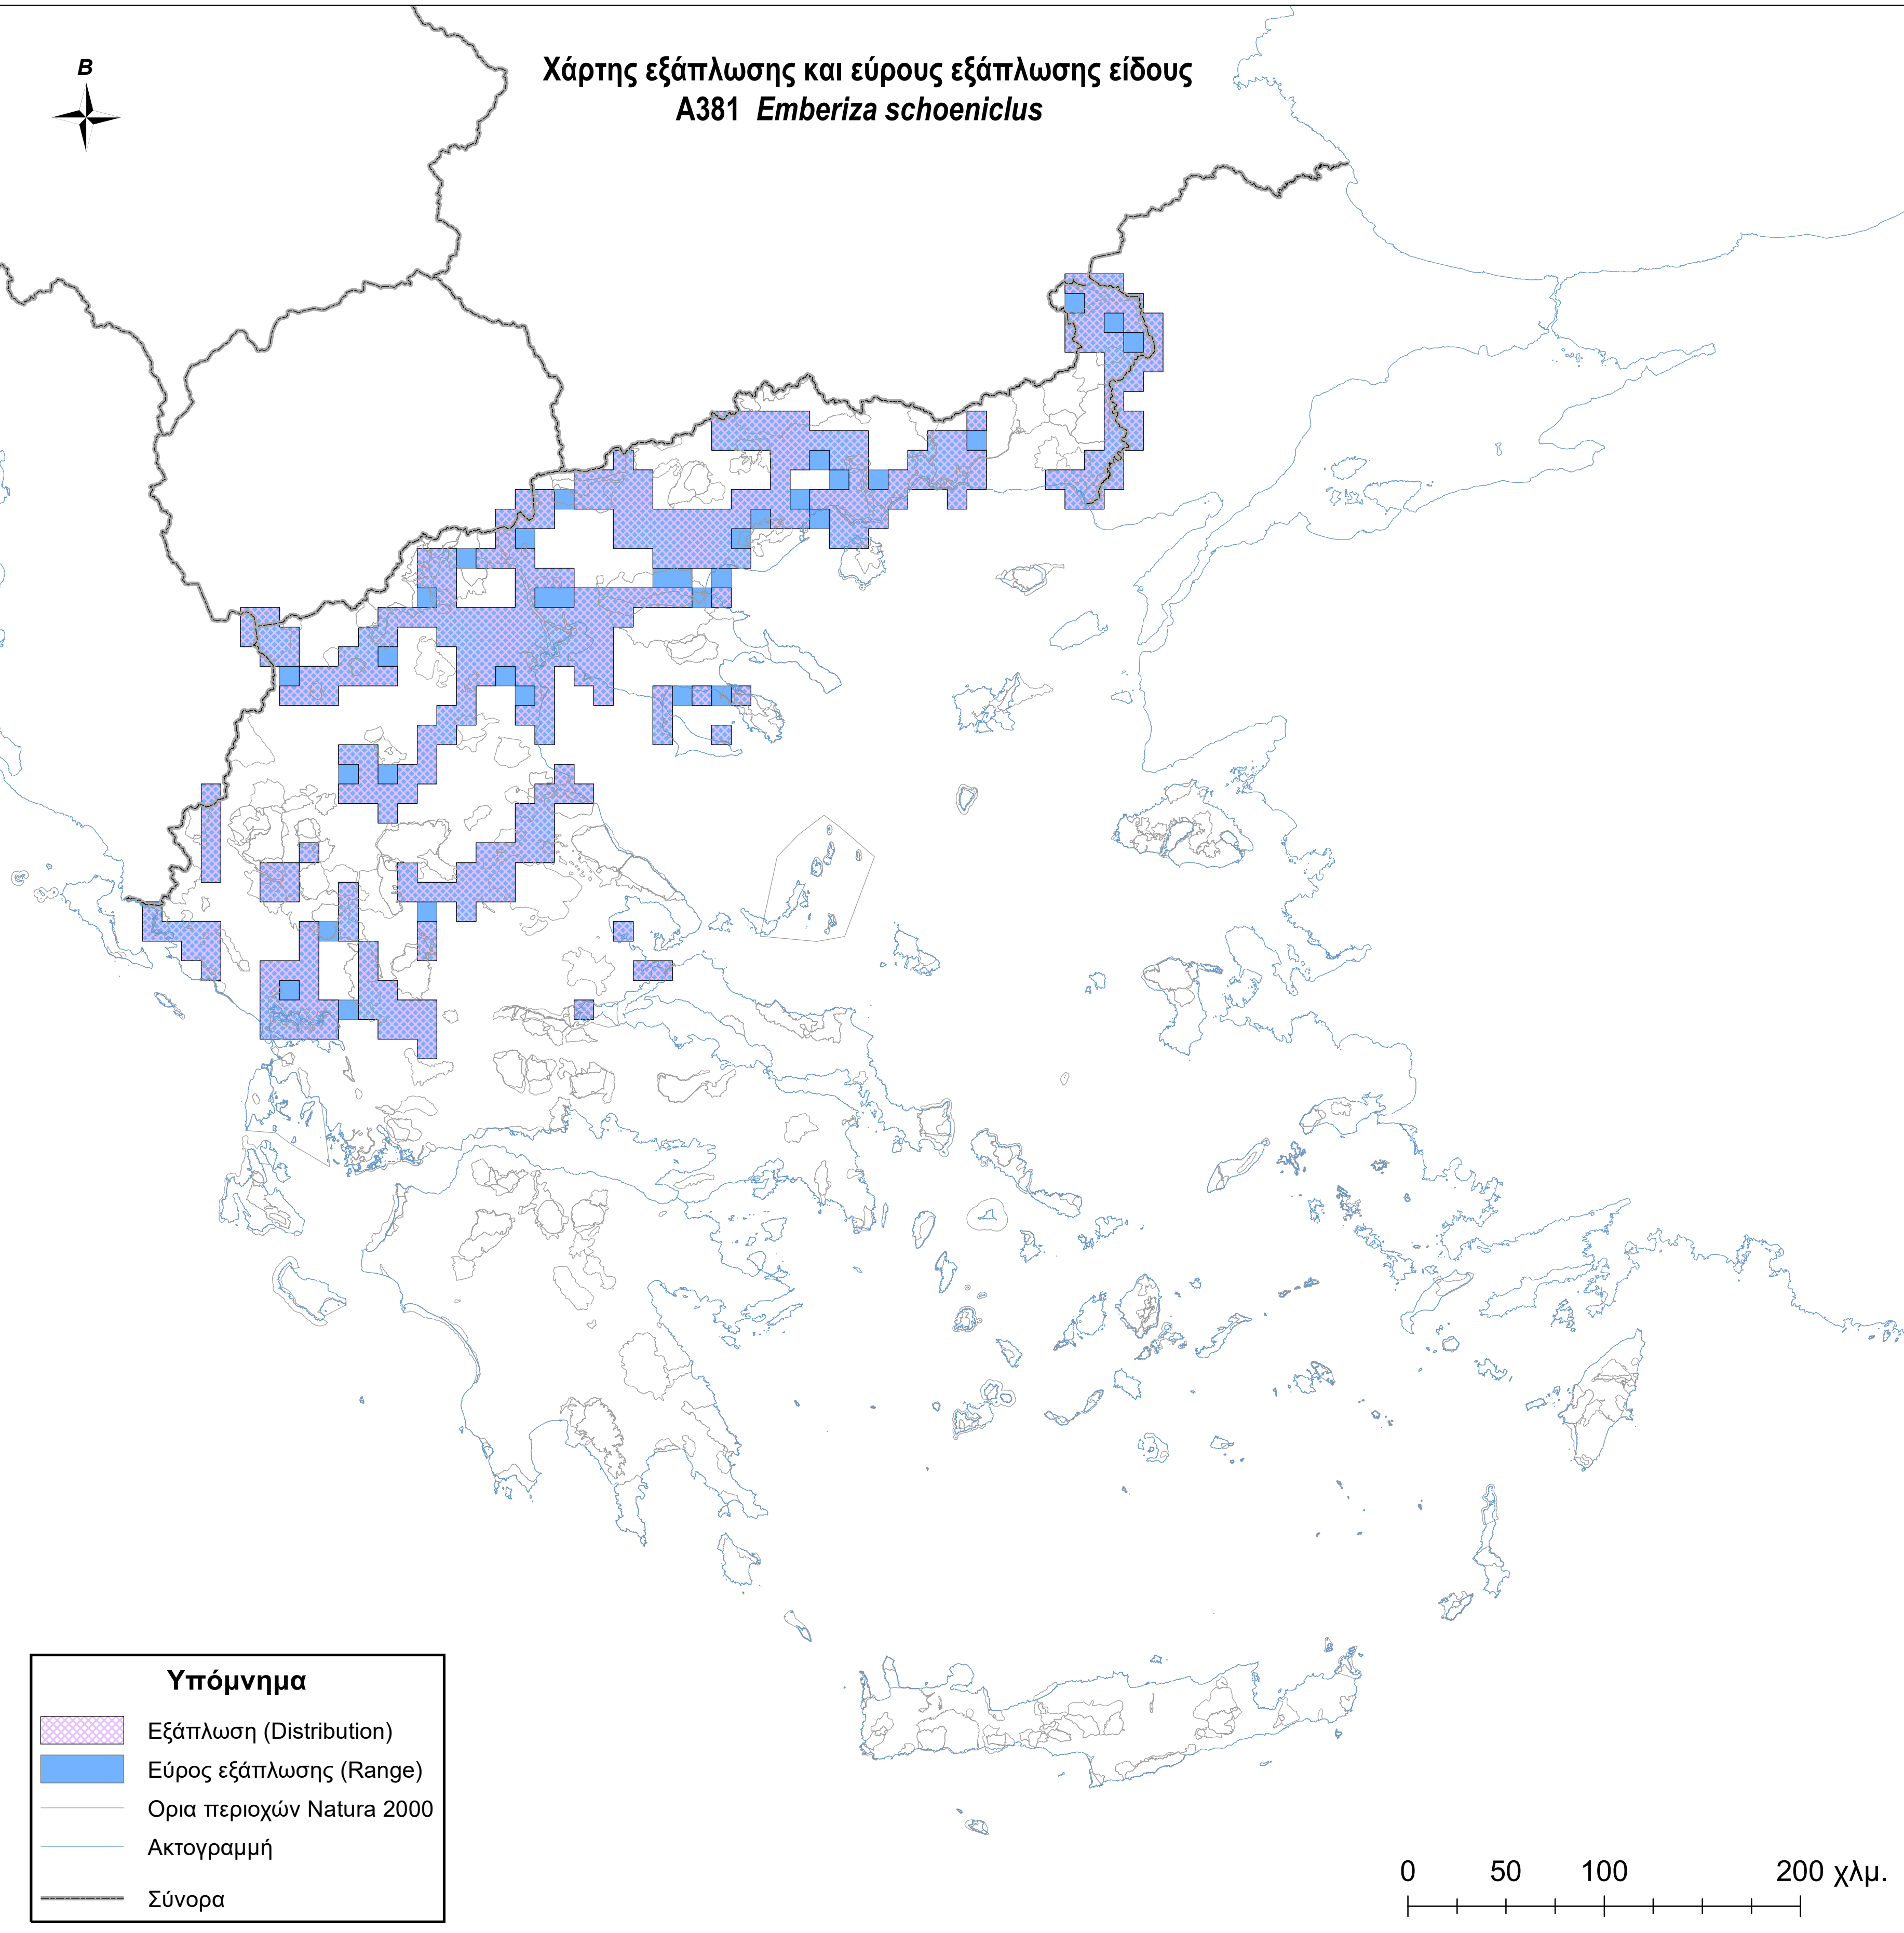 B
Χάρτης εξάπλωσης και εύρους εξάπλωσης είδους
A381 Emberiza schoeniclus
Υπόμνημα
Εξάπλωση (Distribution)
Εύρος εξάπλωσης (Range)
Ορια περιοχών Natura 2000
Ακτογραμμή
Σύνορα
0 50 100 200 χλμ.